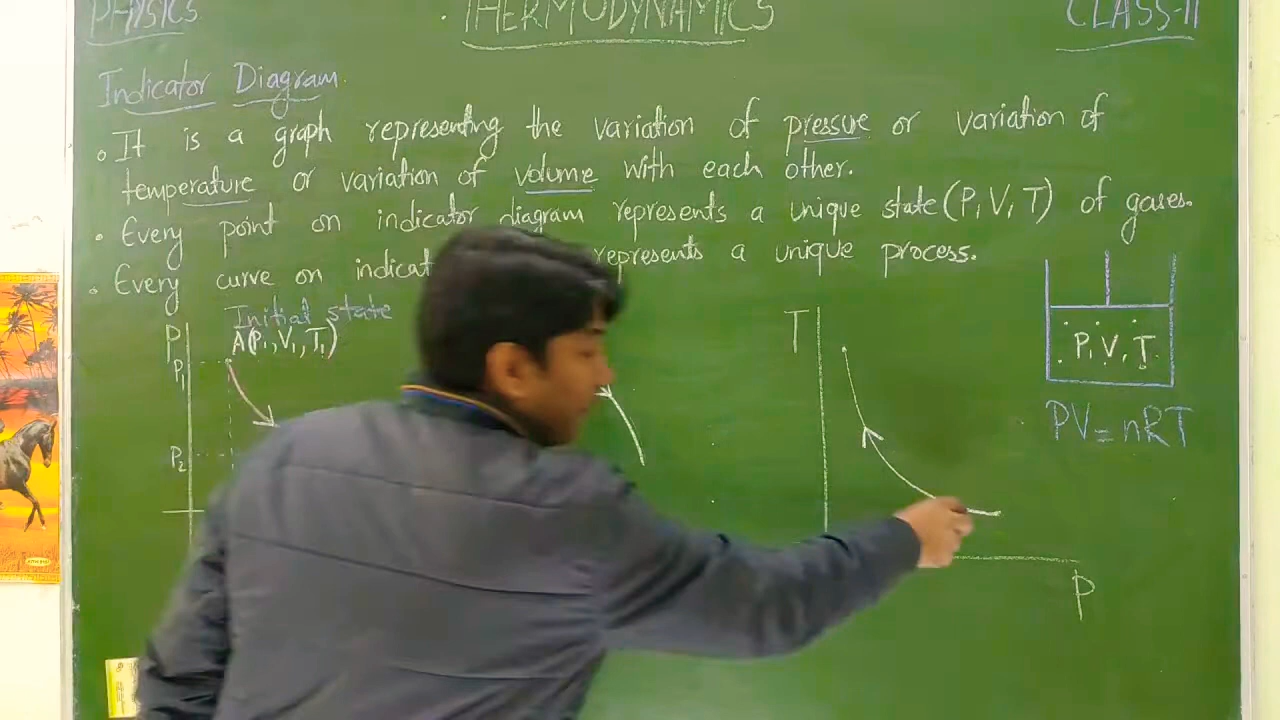 PHYSICS
THERMODYNAMICS
CLASS-11
Indicator Diagram.
It is a graph representing the variation of pressure or variation of
temperature or variation of volume with each other.
Every point on indicator diagram represents a unique state (P, V, T) of gases.
Every curve on indicat represents a unique process.
Initial state
A(P₁, V₁, T₁)
P
P₁
P₂
T
P
P, V, T
PV = nRT